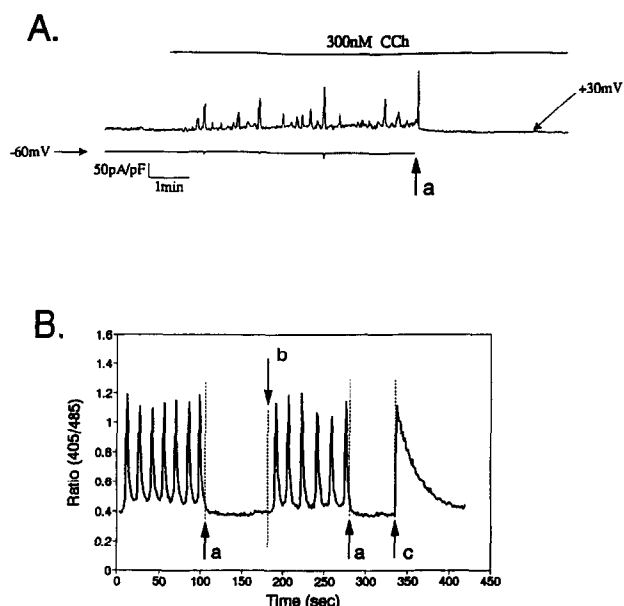 A.
300nM CCh
+30mV
-60mV
50pA/pF
1min
a
B.
1.6
1.4
1.2
1
0.8
0.6
0.4
0.2
0
Ratio (405/485)
b
a
a
c
0 50 100 150 200 250 300 350 400 450
Time (sec)